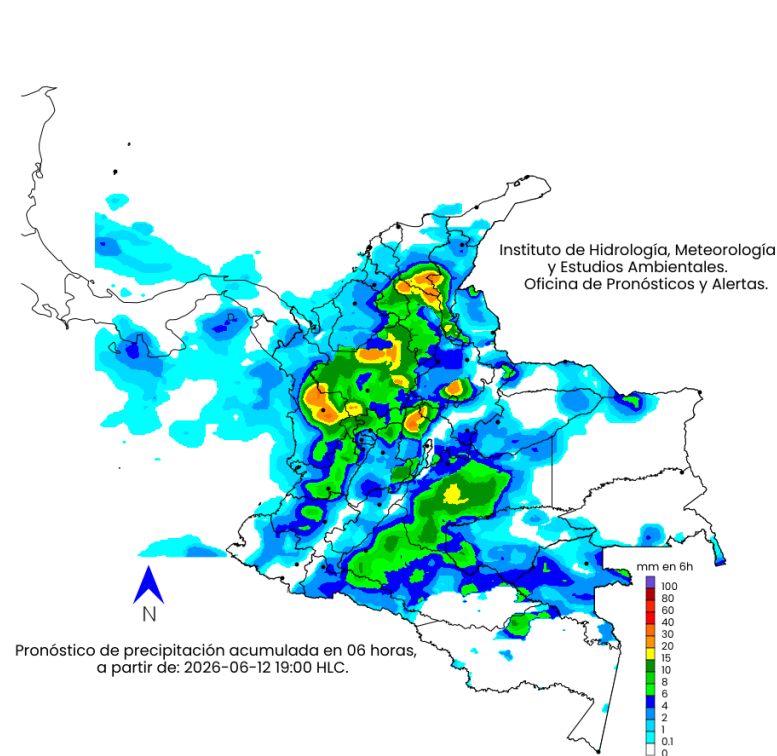 Instituto de Hidrología, Meteorología
y Estudios Ambientales.
Oficina de Pronósticos y Alertas.
mm en 6h
100
80
60
40
30
20
15
10
8
6
4
2
1
0.1
0
N
Pronóstico de precipitación acumulada en 06 horas,
a partir de: 2026-06-12 19:00 HLC.